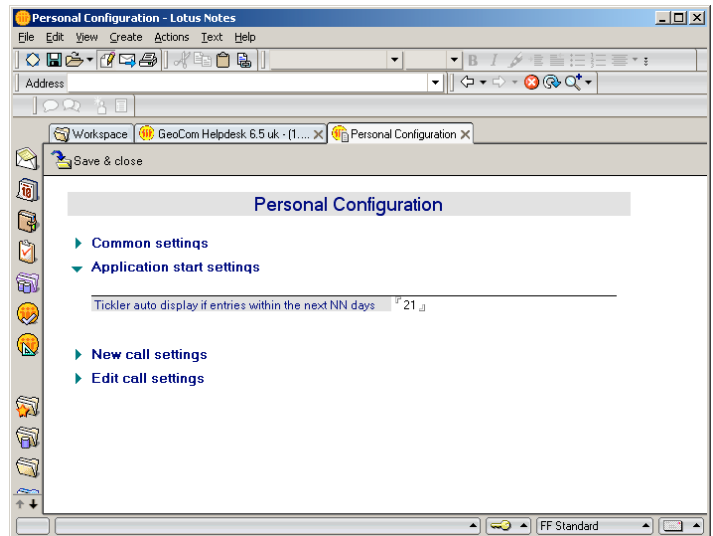 Personal Configuration - Lotus Notes
File Edit View Create Actions Text Help
B I
Address
Workspace GeoCom Helpdesk 6.5 uk - (1.... Personal Configuration
Save & close
Personal Configuration
Common settings
Application start settings
Tickler auto display if entries within the next NN days 21
New call settings
Edit call settings
FF Standard